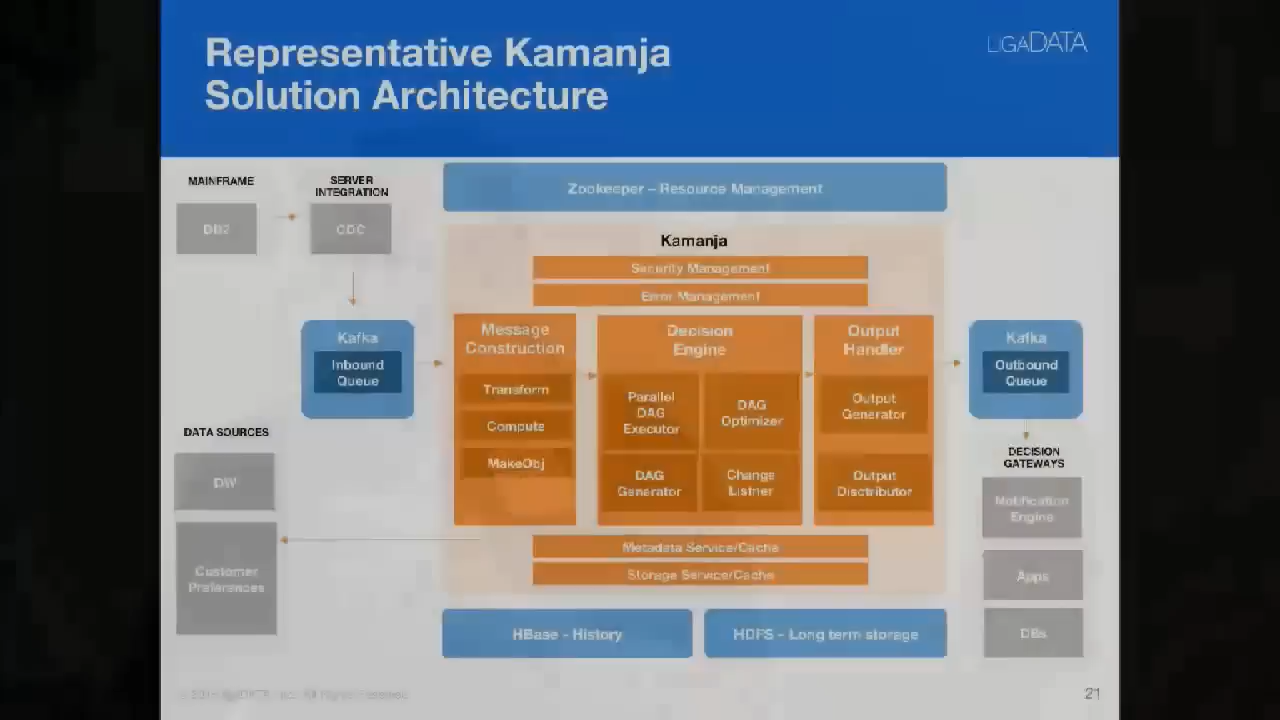 Representative Kamanja
Solution Architecture
LIGADATA
MAINFRAME
DB2
SERVER
INTEGRATION
CDC
Zookeeper – Resource Management
Kamanja
Security Management
Error Management
Kafka
Inbound
Queue
Message
Construction
Transform
Compute
MakeObj
Decision
Engine
Parallel
DAG
Executor
DAG
Optimizer
DAG
Generator
Change
Listner
Output
Handler
Output
Generator
Output
Disctributor
Kafka
Outbound
Queue
DATA SOURCES
DW
Customer
Preferences
DECISION
GATEWAYS
Notification
Engine
Apps
DBs
Metadata Service/Cache
Storage Service/Cache
HBase - History
HDFS - Long term storage
21